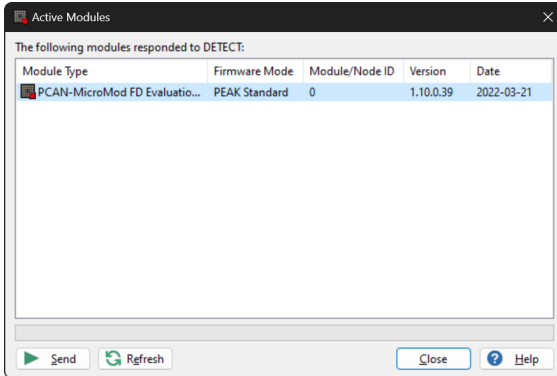 Active Modules
The following modules responded to DETECT:
Module Type Firmware Mode Module/Node ID Version Date
PCAN-MicroMod FD Evaluatio... PEAK Standard 0 1.10.0.39 2022-03-21
Send Refresh Close Help